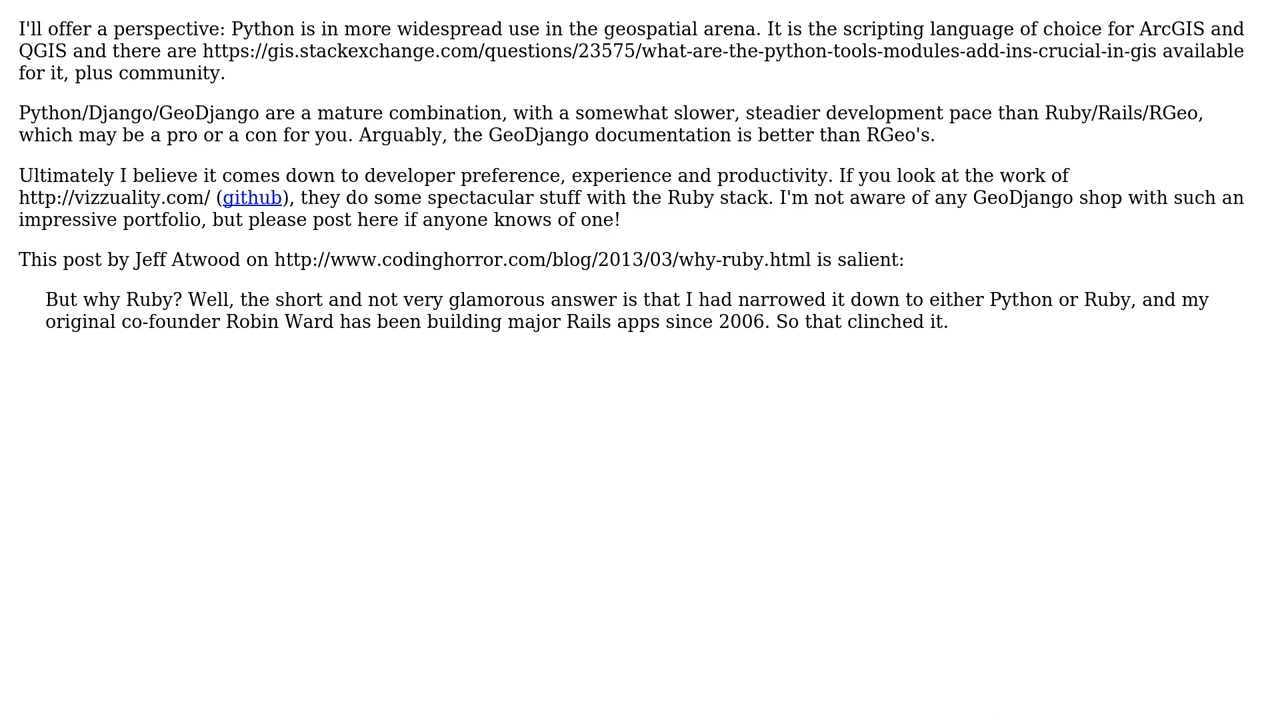 I'll offer a perspective: Python is in more widespread use in the geospatial arena. It is the scripting language of choice for ArcGIS and
QGIS and there are https://gis.stackexchange.com/questions/23575/what-are-the-python-tools-modules-add-ins-crucial-in-gis available
for it, plus community.
Python/Django/GeoDjango are a mature combination, with a somewhat slower, steadier development pace than Ruby/Rails/RGeo,
which may be a pro or a con for you. Arguably, the GeoDjango documentation is better than RGeo's.
Ultimately I believe it comes down to developer preference, experience and productivity. If you look at the work of
http://vizzuality.com/ (github), they do some spectacular stuff with the Ruby stack. I'm not aware of any GeoDjango shop with such an
impressive portfolio, but please post here if anyone knows of one!
This post by Jeff Atwood on http://www.codinghorror.com/blog/2013/03/why-ruby.html is salient:
But why Ruby? Well, the short and not very glamorous answer is that I had narrowed it down to either Python or Ruby, and my
original co-founder Robin Ward has been building major Rails apps since 2006. So that clinched it.